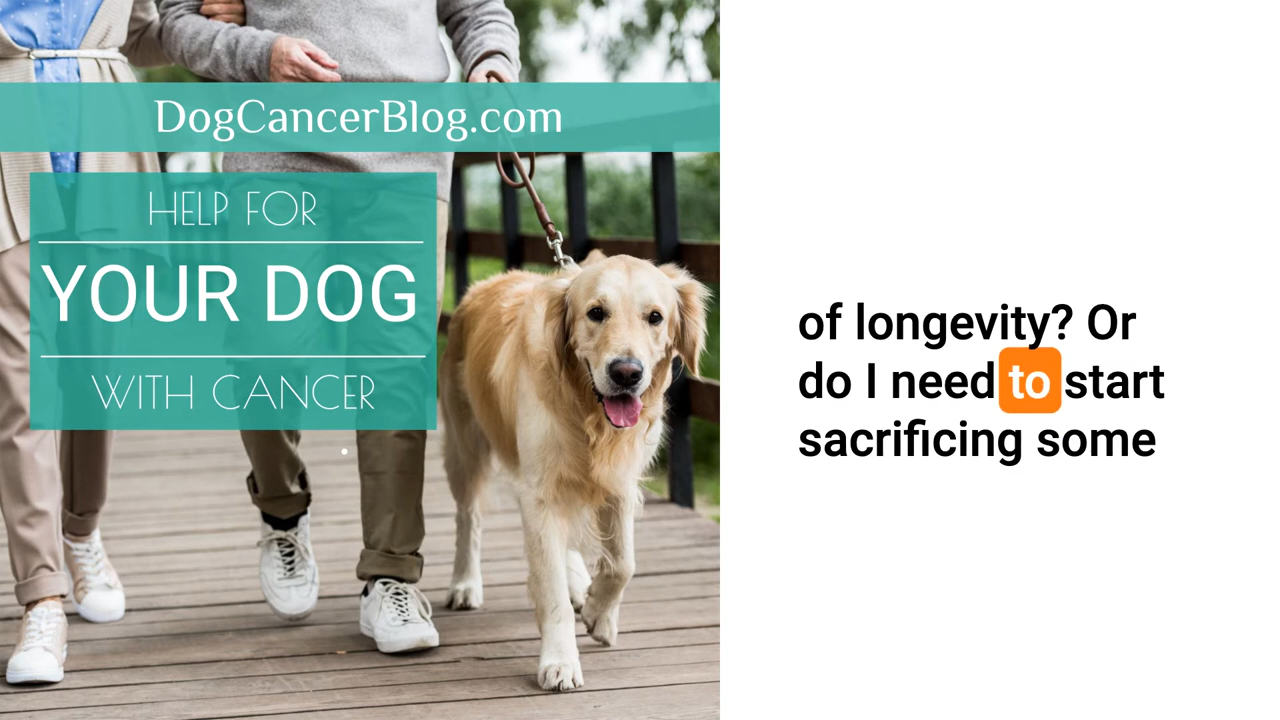 DogCancerBlog.com
HELP FOR
YOUR DOG
WITH CANCER
of longevity? Or
do I need to start
sacrificing some